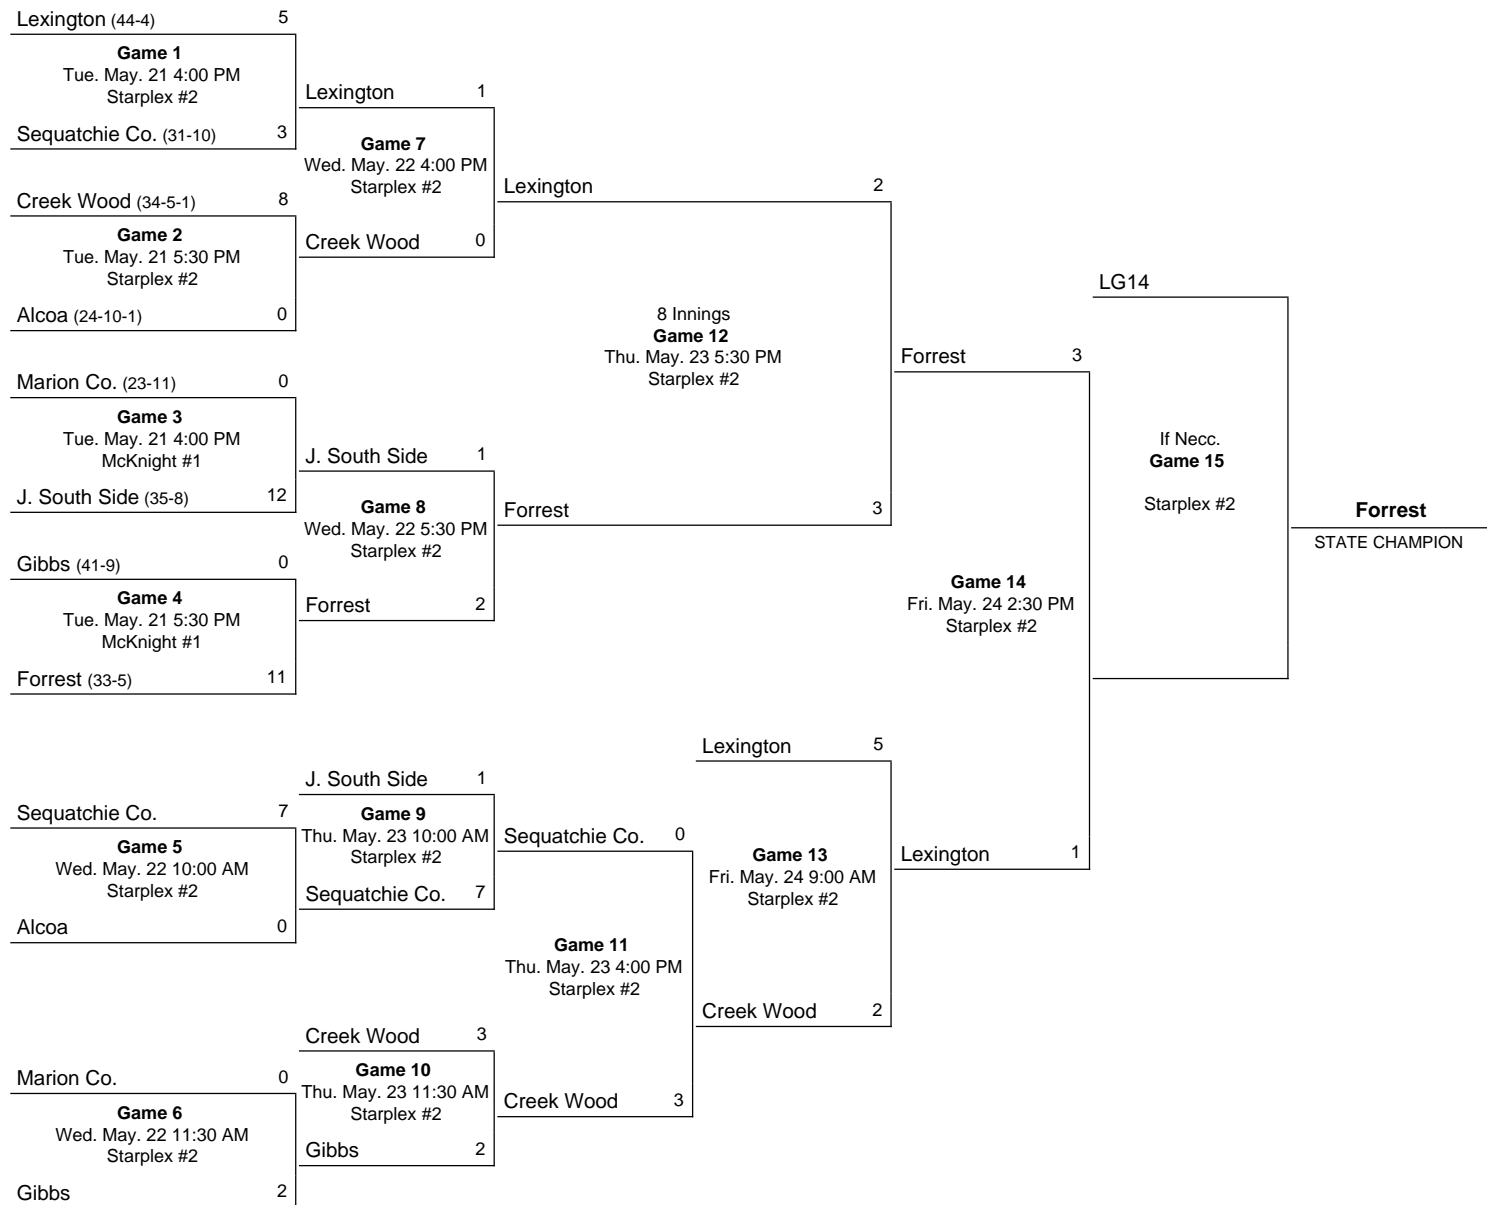 Lexington (44-4) 5
Game 1
Tue. May. 21 4:00 PM
Starplex #2
Sequatchie Co. (31-10) 3
Creek Wood (34-5-1) 8
Game 2
Tue. May. 21 5:30 PM
Starplex #2
Alcoa (24-10-1) 0
Marion Co. (23-11) 0
Game 3
Tue. May. 21 4:00 PM
McKnight #1
J. South Side (35-8) 12
Gibbs (41-9) 0
Game 4
Tue. May. 21 5:30 PM
McKnight #1
Forrest (33-5) 11
Sequatchie Co. 7
Game 5
Wed. May. 22 10:00 AM
Starplex #2
Alcoa 0
Marion Co. 0
Game 6
Wed. May. 22 11:30 AM
Starplex #2
Gibbs 2
Lexington 1
Game 7
Wed. May. 22 4:00 PM
Starplex #2
Creek Wood 0
J. South Side 1
Game 8
Wed. May. 22 5:30 PM
Starplex #2
Forrest 2
J. South Side 1
Game 9
Thu. May. 23 10:00 AM
Starplex #2
Sequatchie Co. 7
Creek Wood 3
Game 10
Thu. May. 23 11:30 AM
Starplex #2
Gibbs 2
Lexington 2
8 Innings
Game 12
Thu. May. 23 5:30 PM
Starplex #2
Forrest 3
Sequatchie Co. 0
Game 11
Thu. May. 23 4:00 PM
Starplex #2
Creek Wood 3
Lexington 5
Game 13
Fri. May. 24 9:00 AM
Starplex #2
Creek Wood 2
Forrest 3
Game 14
Fri. May. 24 2:30 PM
Starplex #2
Lexington 1
LG14
If Necc.
Game 15
Starplex #2
Forrest
STATE CHAMPION